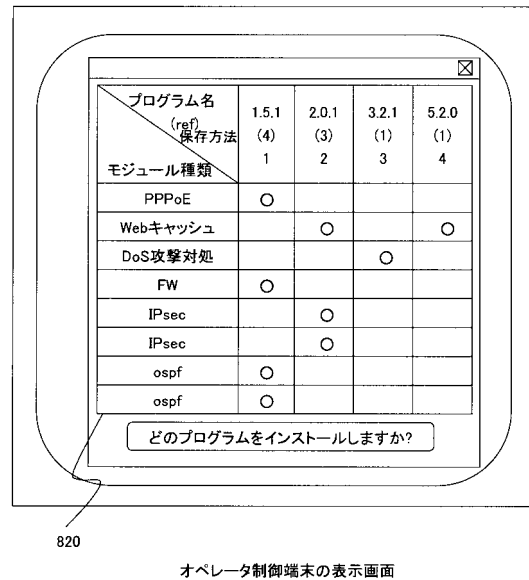 プログラム名
(ref)
保存方法
モジュール種類
1.5.1 2.0.1 3.2.1 5.2.0
(4) (3) (1) (1)
1 2 3 4
PPPoE ○
Webキャッシュ ○ ○
DoS攻撃対処 ○
FW ○
IPsec ○
IPsec ○
ospf ○
ospf ○
どのプログラムをインストールしますか?
820
オペレータ制御端末の表示画面